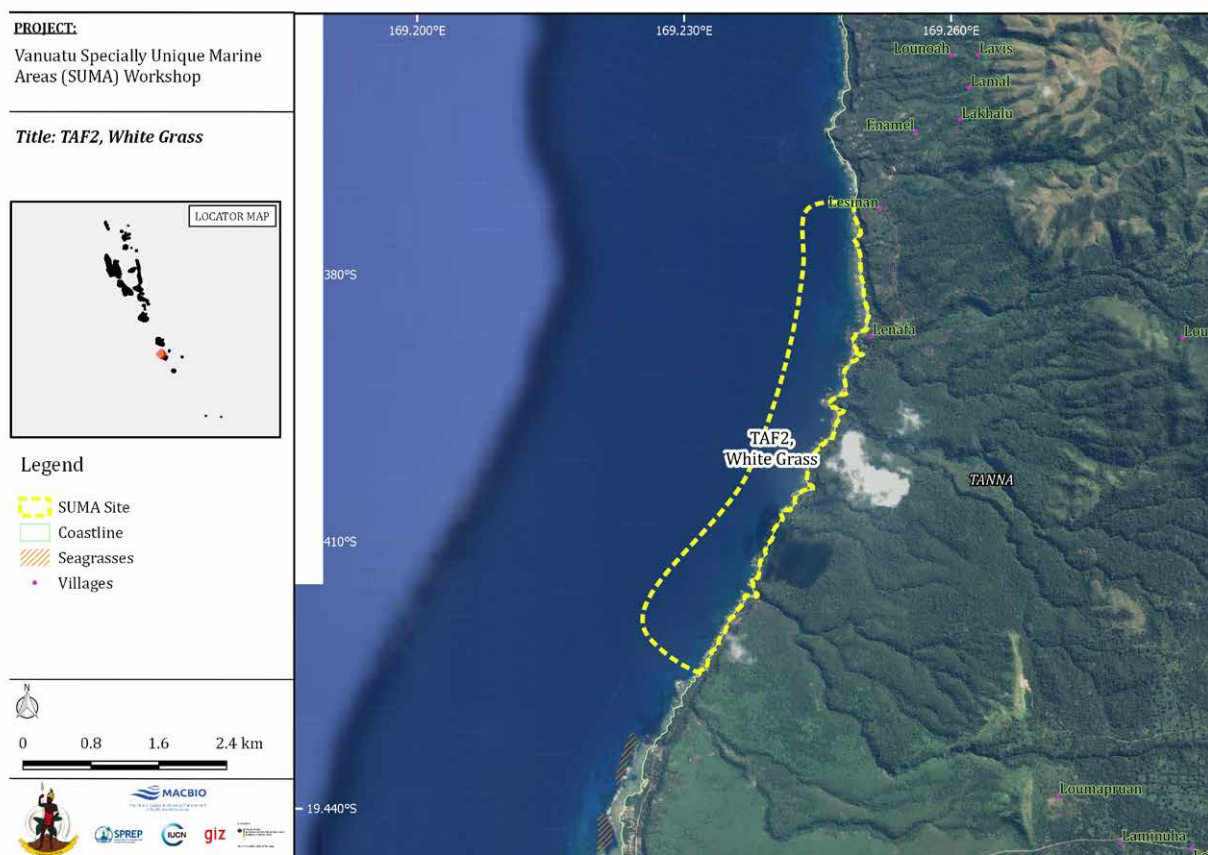 PROJECT:
Vanuatu Specially Unique Marine
Areas (SUMA) Workshop
Title: TAF2, White Grass
LOCATOR MAP
Legend
SUMA Site
Coastline
Seagrasses
Villages
N
0 0.8 1.6 2.4 km
MACBIO
SPREP
IUCN
giz
169.200°E 169.230°E 169.260°E
Lounoah Lavis
Lamal
Lakhalu
Enamel
Lesinan
380°S
Lenafa
Lou
TAF2,
White Grass
TANNA
410°S
19.440°S
Loumapruan
Laminuha